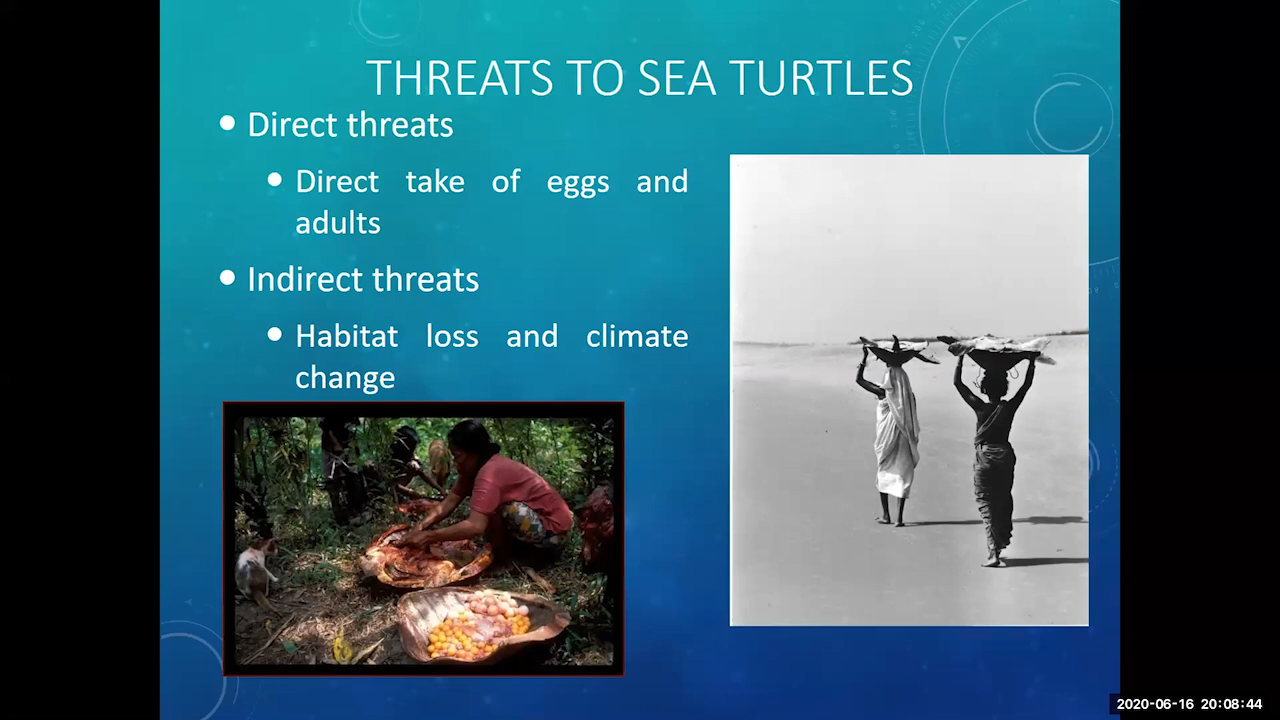 THREATS TO SEA TURTLES
• Direct threats
• Direct take of eggs and
adults
• Indirect threats
• Habitat loss and climate
change
2020-06-16 20:08:44